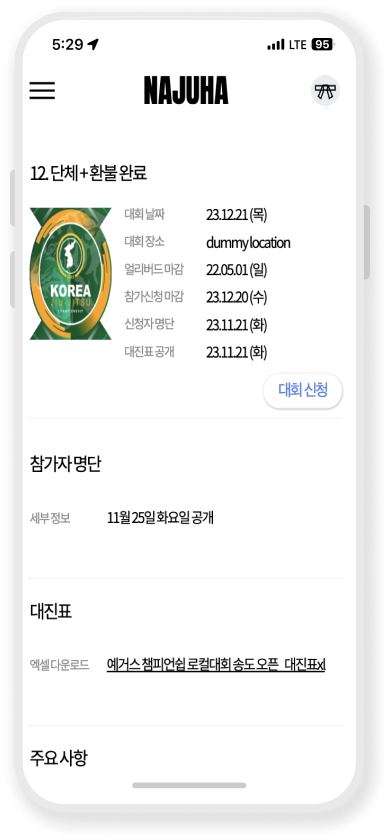 5:29 LTE 95
NAJUHA
12. 단체 + 환불 완료
KOREA
JIU-JITSU
CHAMPIONSHIP
대회 날짜 23.12.21 (목)
대회 장소 dummy location
얼리버드 마감 22.05.01 (일)
참가신청 마감 23.12.20 (수)
신청자 명단 23.11.21 (화)
대진표 공개 23.11.21 (화)
대회 신청
참가자 명단
세부 정보 11월 25일 화요일 공개
대진표
엑셀 다운로드 예거스 챔피언쉽 로컬대회 송도 오픈_대진표.xl
주요 사항